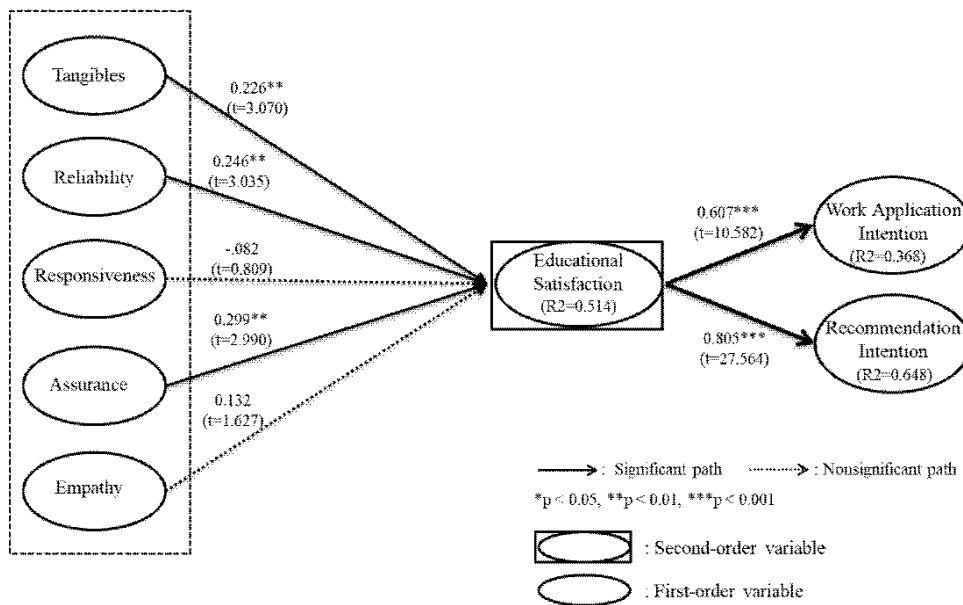 Tangibles
0.226**
(t=3.070)
Reliability
0.246**
(t=3.035)
Responsiveness
-.082
(t=0.809)
Assurance
0.299**
(t=2.990)
Empathy
0.132
(t=1.627)
Educational
Satisfaction
(R2=0.514)
0.607***
(t=10.582)
Work Application
Intention
(R2=0.368)
0.805***
(t=27.564)
Recommendation
Intention
(R2=0.648)
: Significant path
: Nonsignificant path
*p < 0.05, **p < 0.01, ***p < 0.001
: Second-order variable
: First-order variable